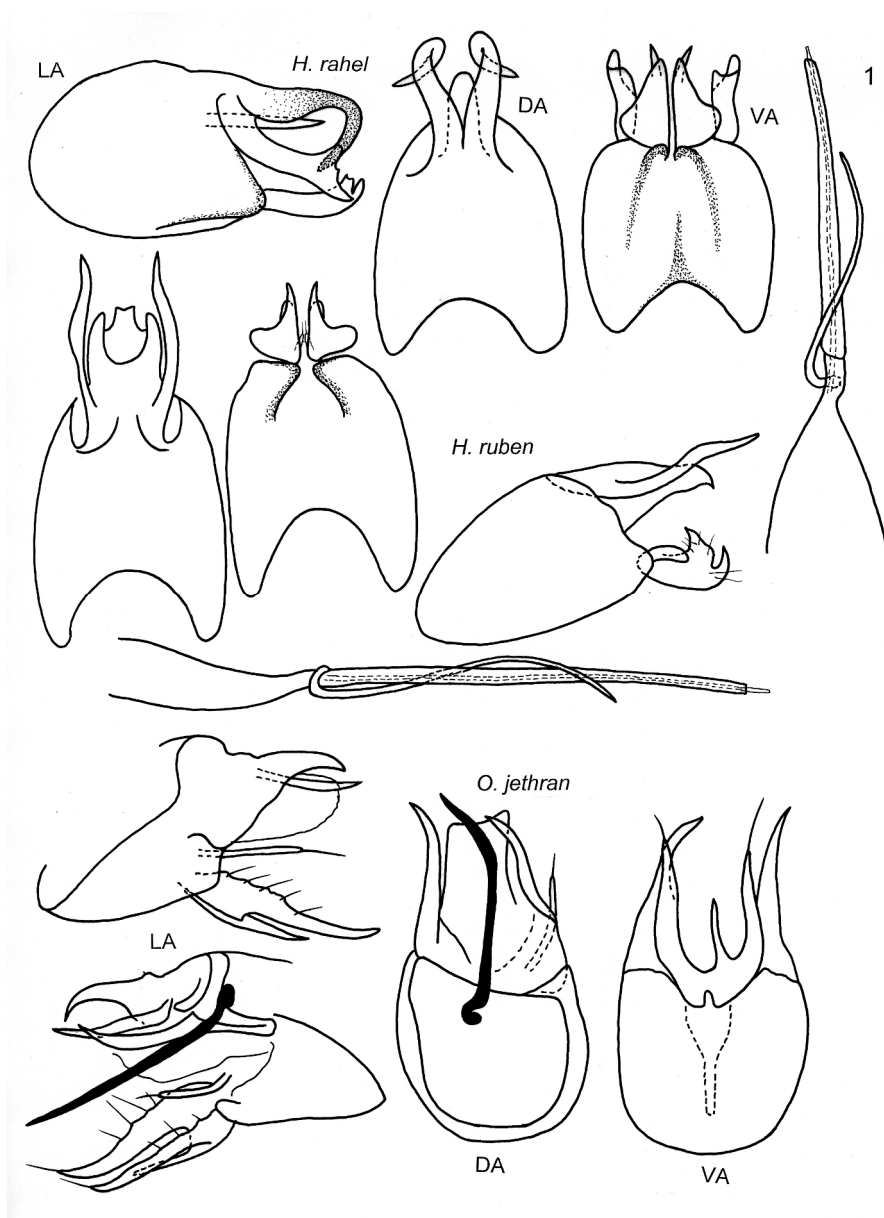 LA
H. rahel
DA
VA
1
H. ruben
O. jethran
LA
DA
VA